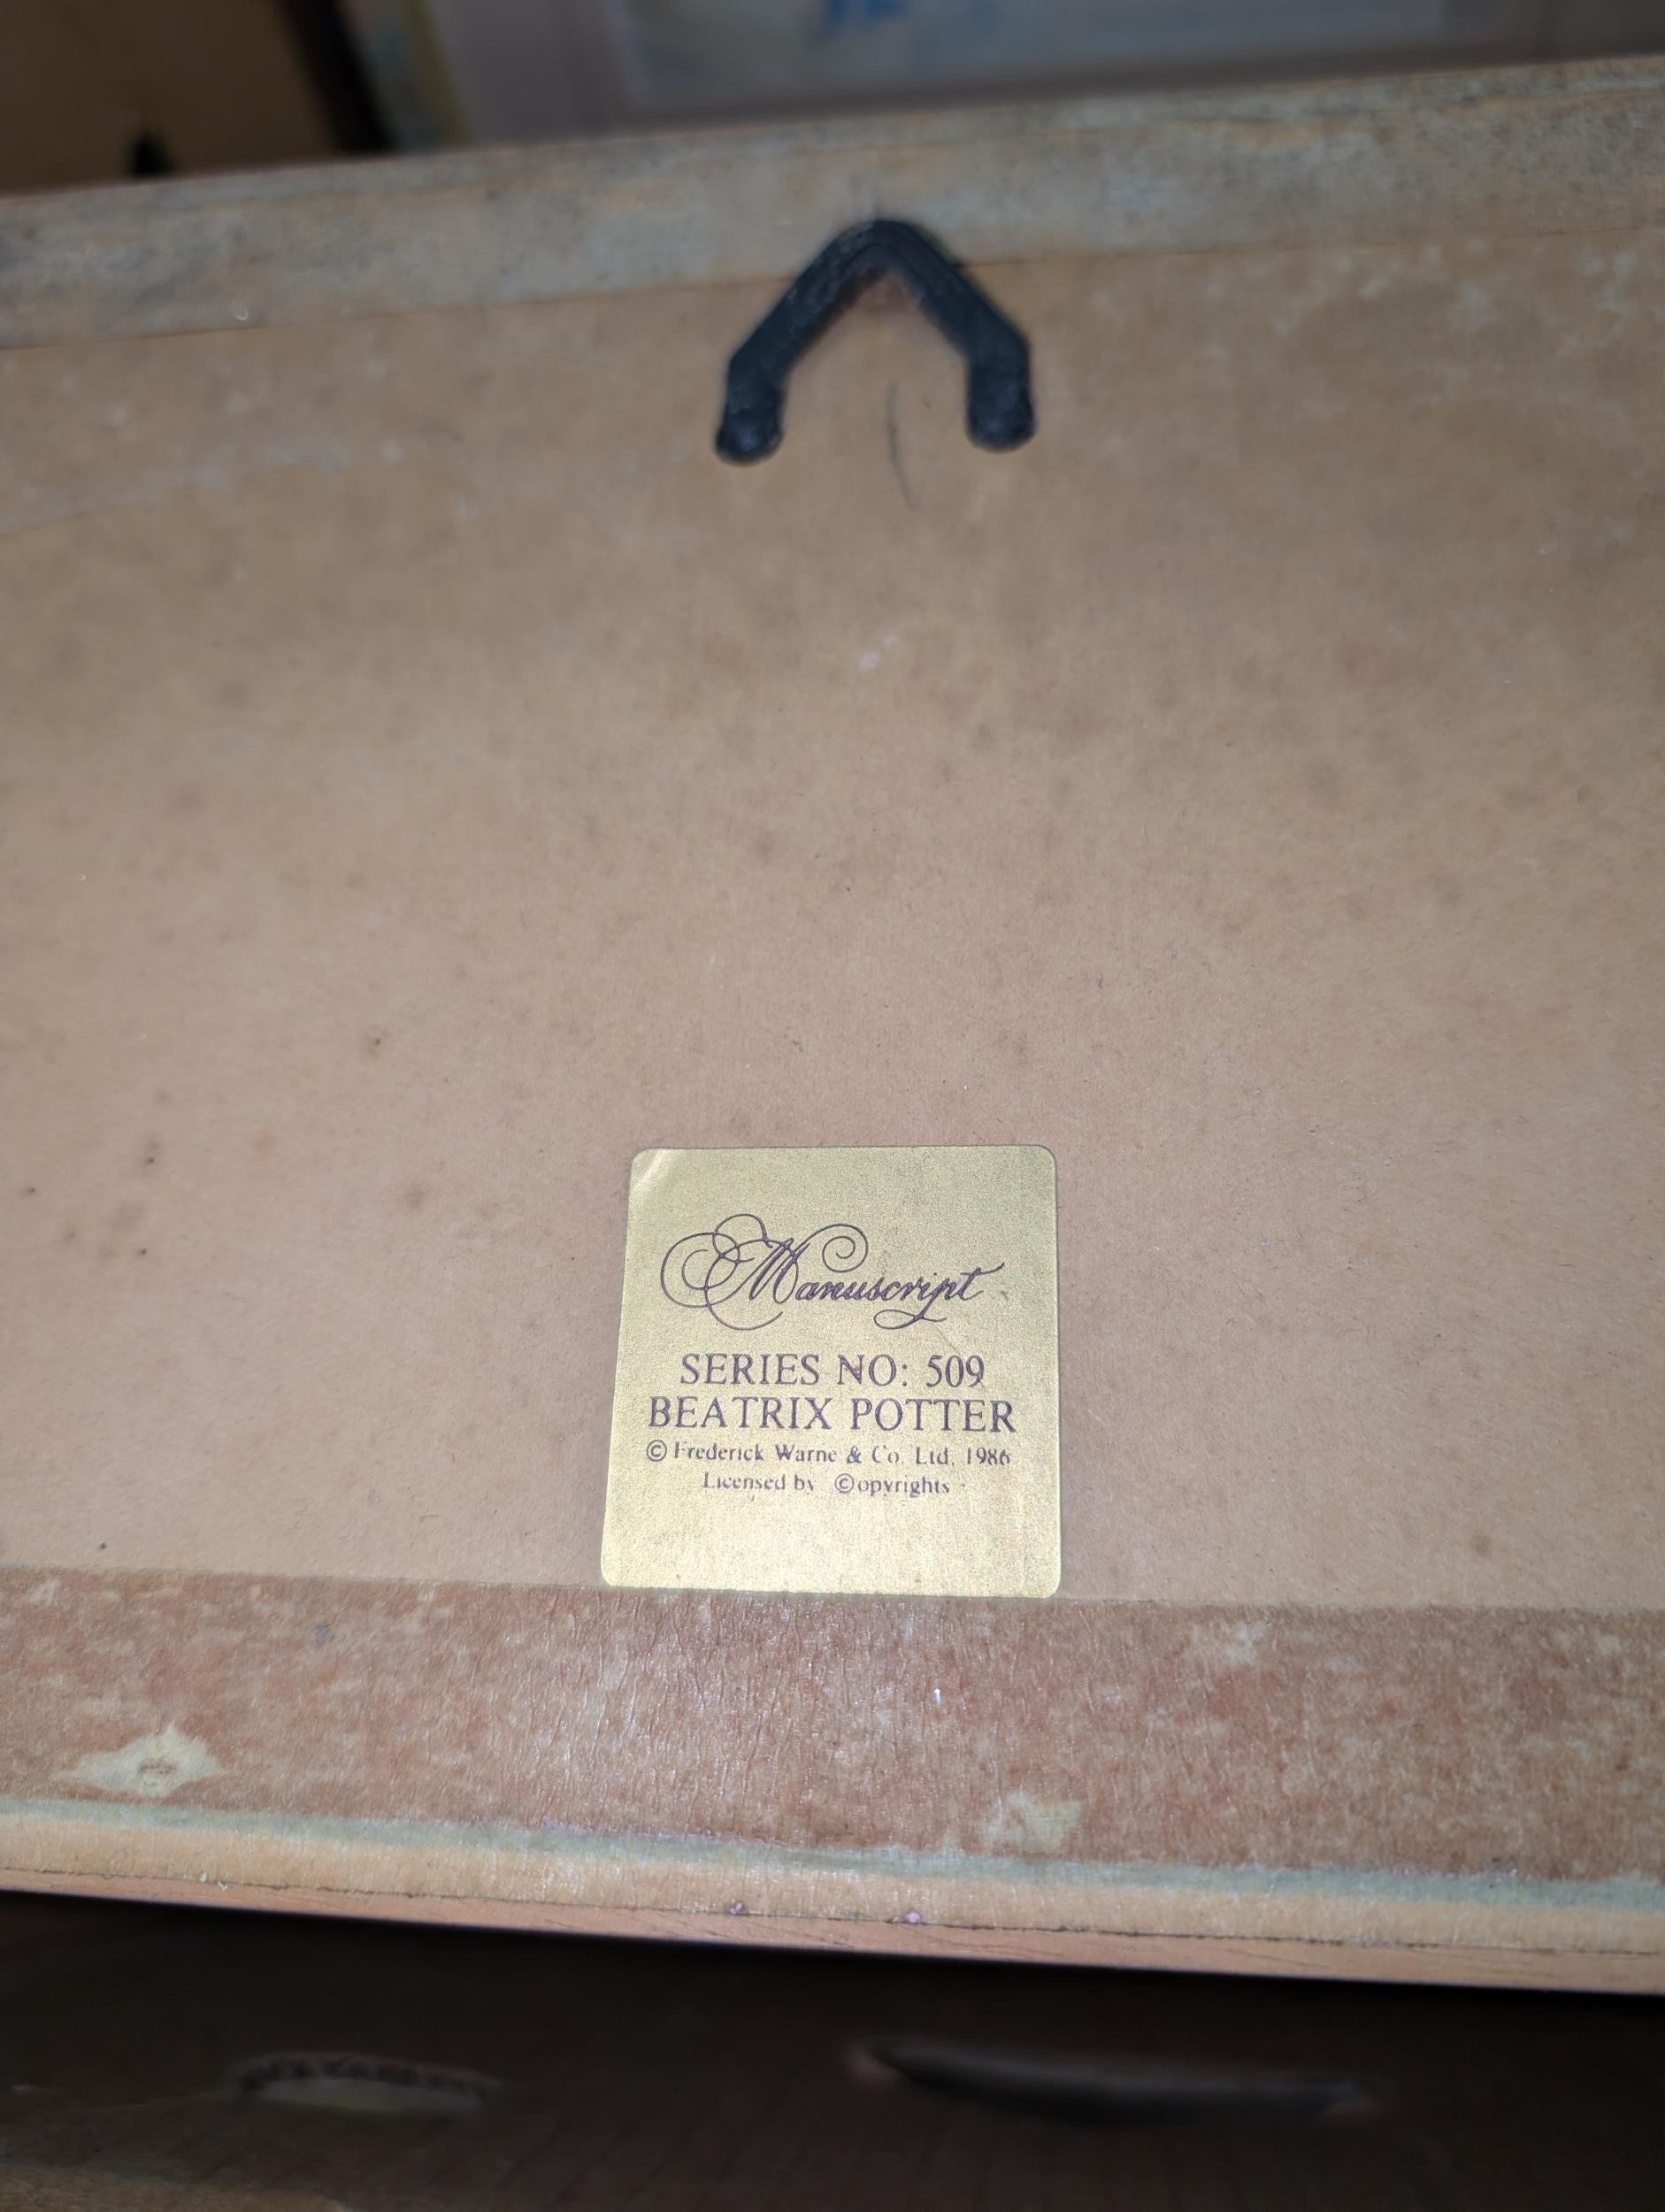 Manuscript
SERIES NO: 509
BEATRIX POTTER
© Frederick Warne & Co. Ltd, 1986
Licensed by ©opyrights